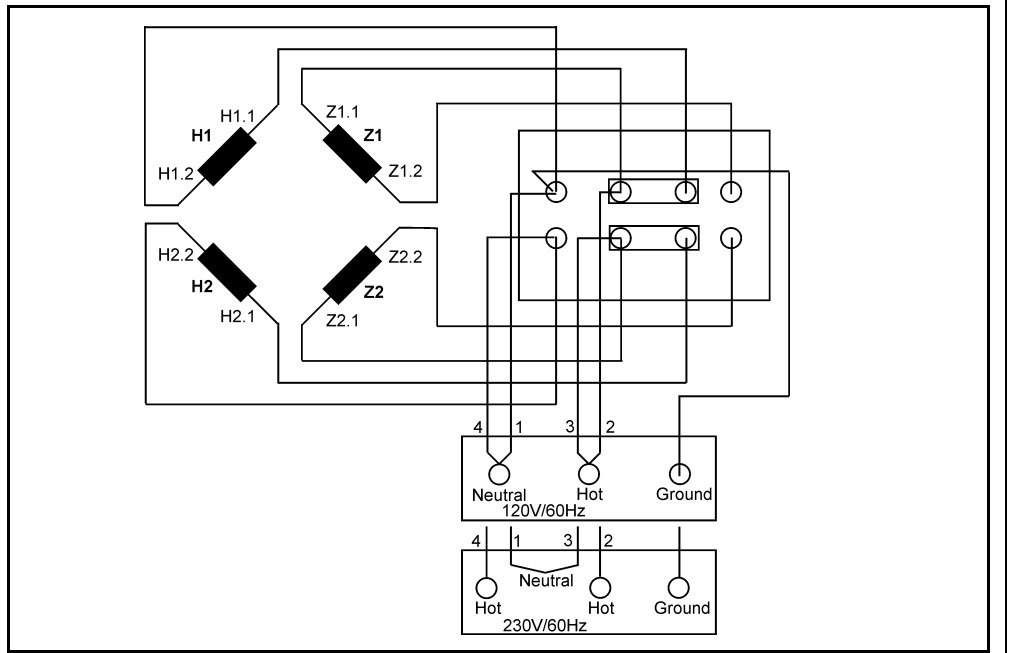 H1.1
H1
H1.2
Z1.1
Z1
Z1.2
H2.2
H2
H2.1
Z2.2
Z2
Z2.1
4 1 3 2
Neutral Hot Ground
120V/60Hz
4 1 3 2
Neutral
Hot Hot Ground
230V/60Hz